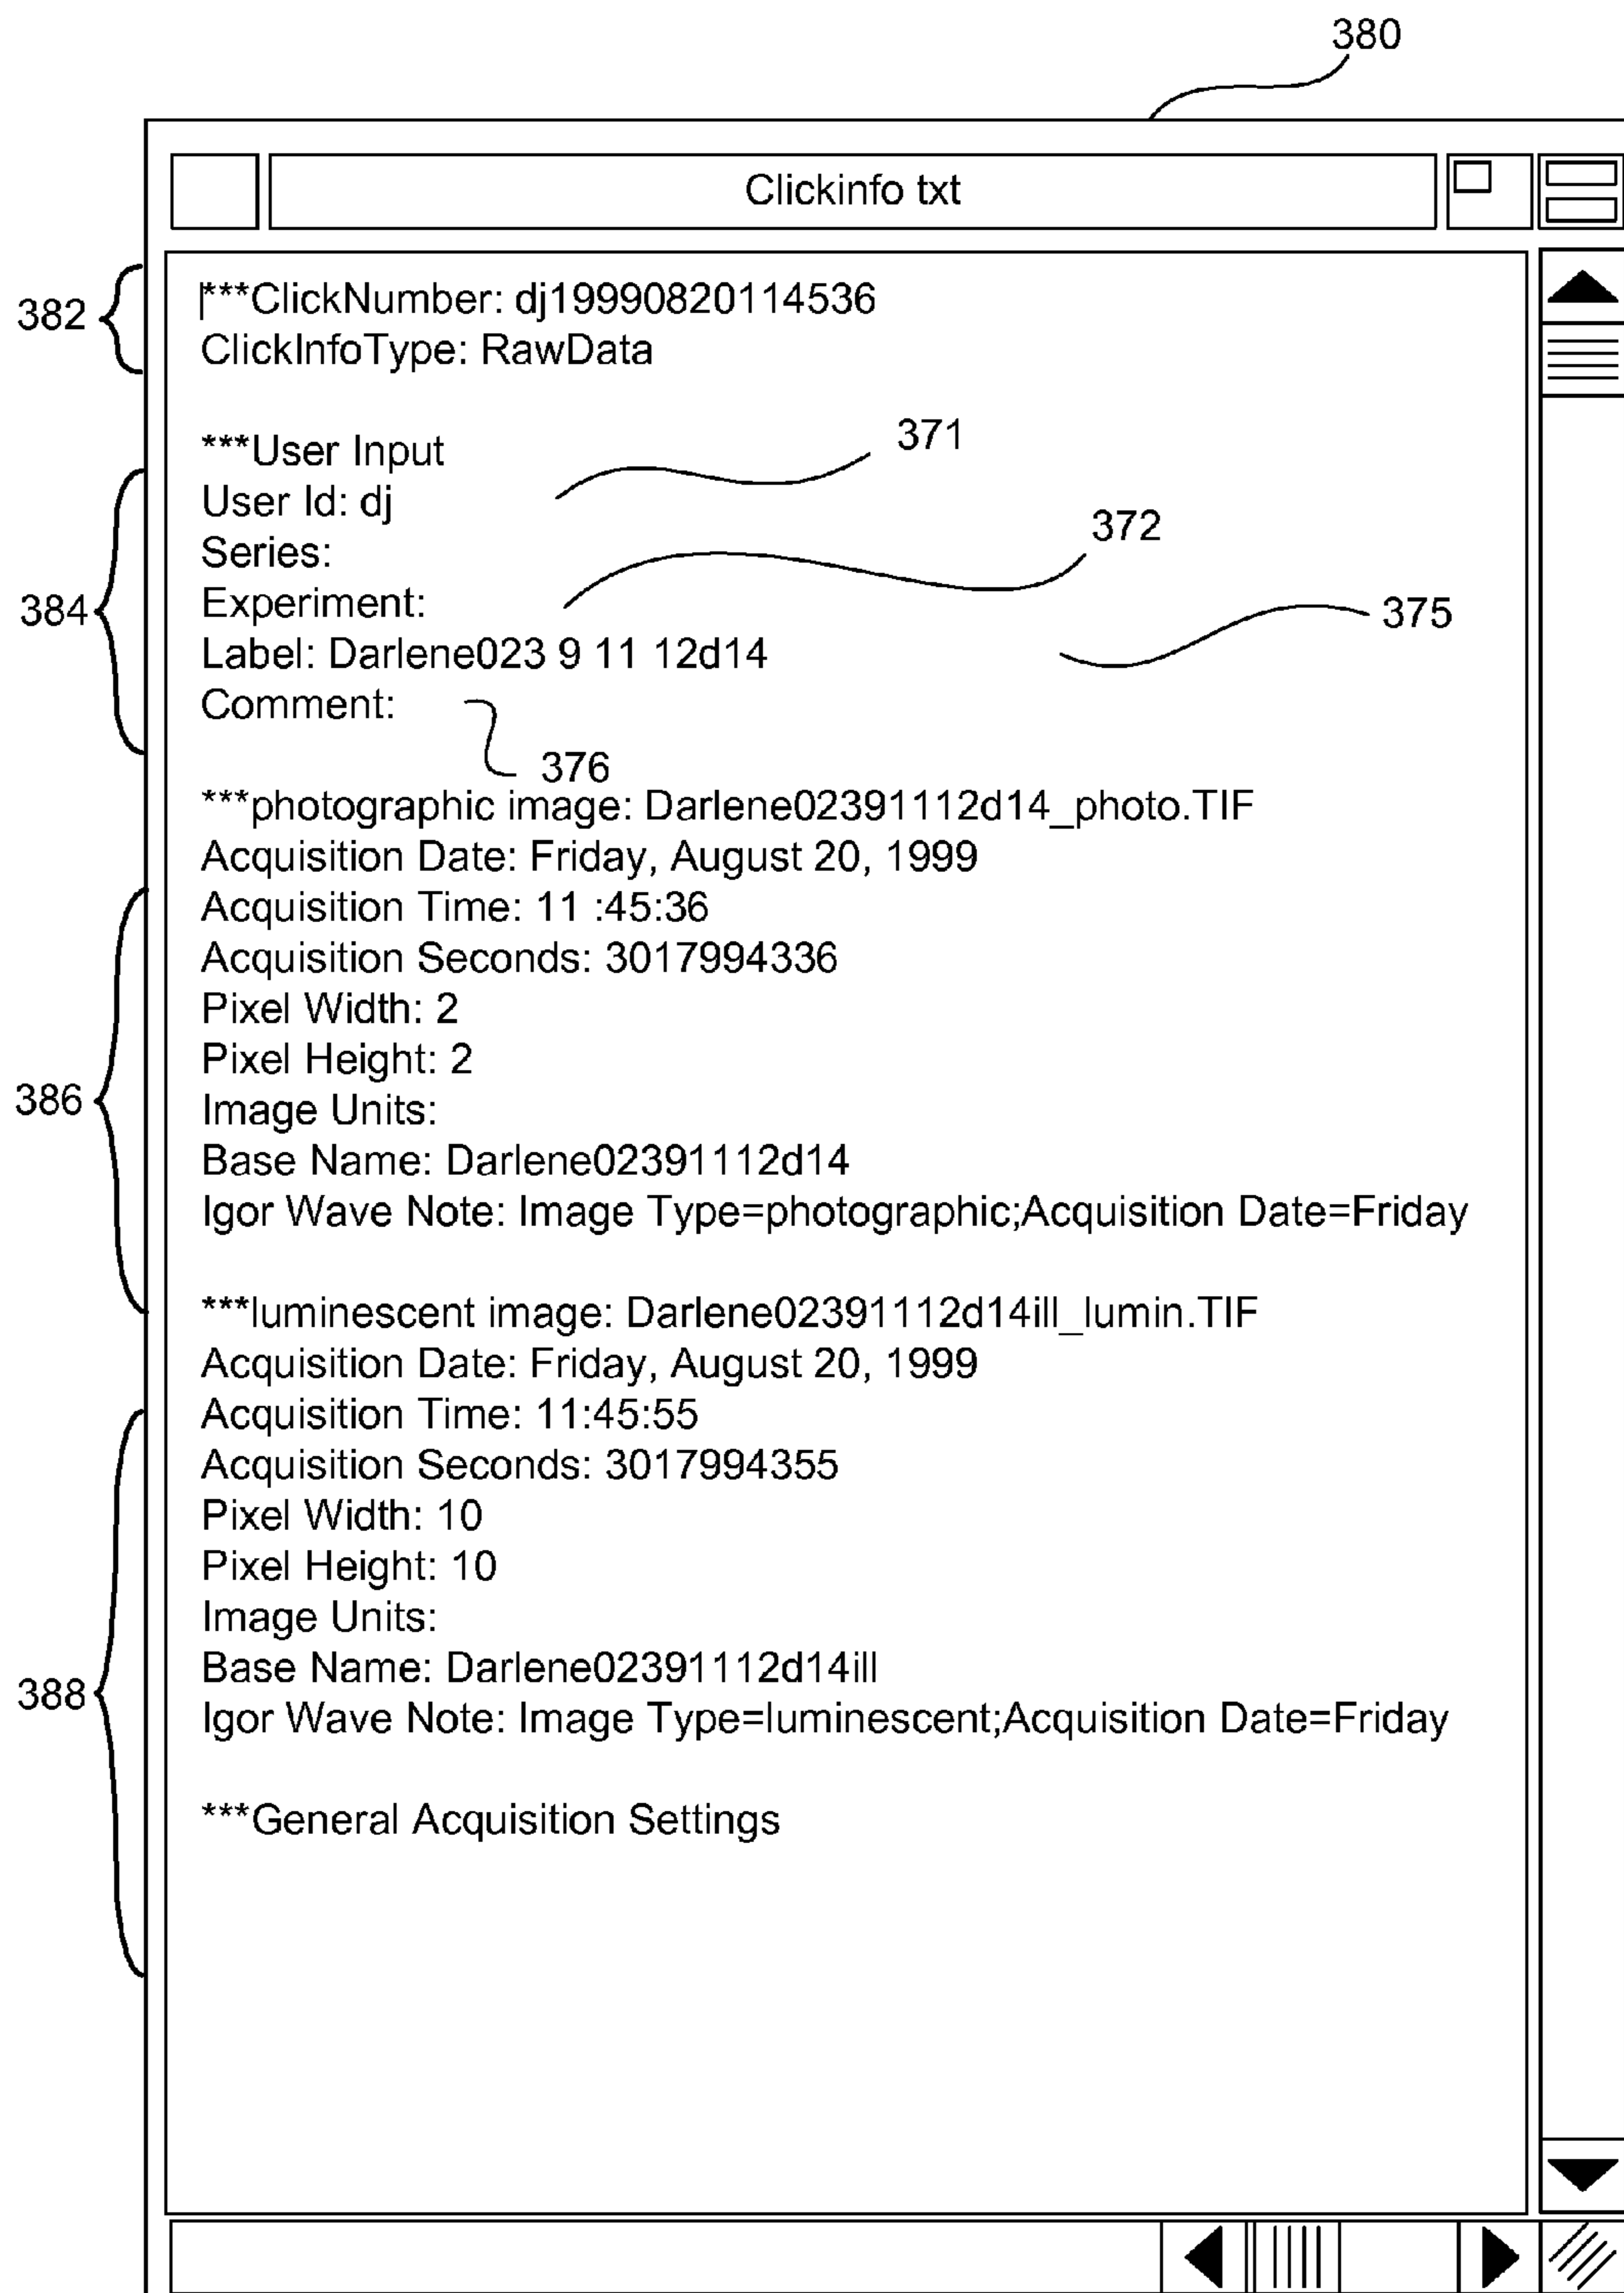 380
Clickinfo txt
382
***ClickNumber: dj19990820114536
ClickInfoType: RawData
***User Input
371
User Id: dj
Series:
372
384
Experiment:
375
Label: Darlene023 9 11 12d14
Comment:
376
***photographic image: Darlene02391112d14_photo.TIF
Acquisition Date: Friday, August 20, 1999
Acquisition Time: 11 :45:36
Acquisition Seconds: 3017994336
Pixel Width: 2
Pixel Height: 2
386
Image Units:
Base Name: Darlene02391112d14
Igor Wave Note: Image Type=photographic;Acquisition Date=Friday
***luminescent image: Darlene02391112d14ill_lumin.TIF
Acquisition Date: Friday, August 20, 1999
Acquisition Time: 11:45:55
Acquisition Seconds: 3017994355
Pixel Width: 10
Pixel Height: 10
Image Units:
Base Name: Darlene02391112d14ill
388
Igor Wave Note: Image Type=luminescent;Acquisition Date=Friday
***General Acquisition Settings